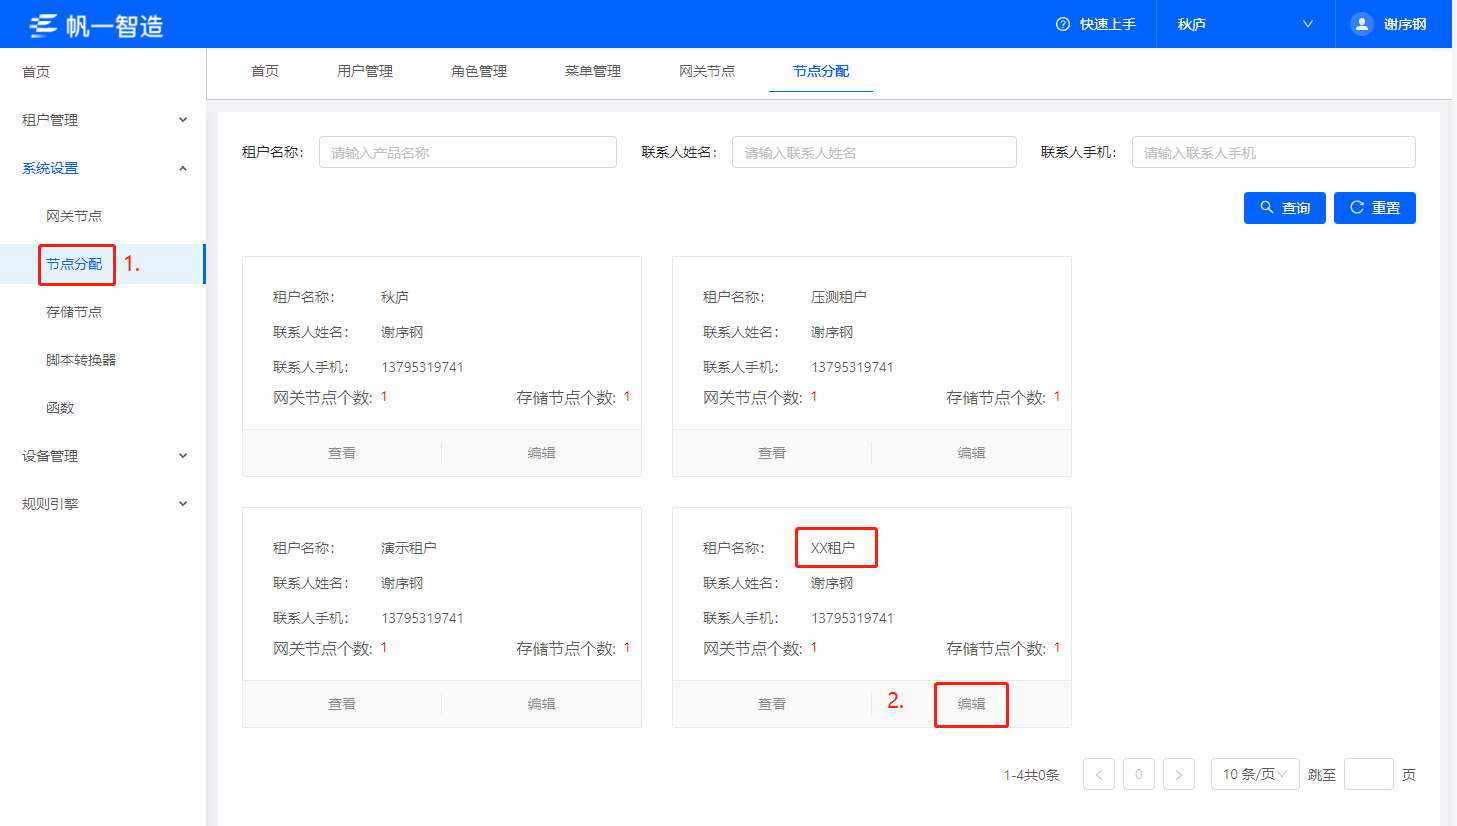 帆一智造
快速上手
秋庐
谢序钢
首页
租户管理
系统设置
网关节点
节点分配
1.
存储节点
脚本转换器
函数
设备管理
规则引擎
首页 用户管理 角色管理 菜单管理 网关节点 节点分配
租户名称： 请输入产品名称 联系人姓名： 请输入联系人姓名 联系人手机： 请输入联系人手机
查询 重置
租户名称： 秋庐
联系人姓名： 谢序钢
联系人手机： 13795319741
网关节点个数: 1 存储节点个数: 1
查看 编辑
租户名称： 压测租户
联系人姓名： 谢序钢
联系人手机： 13795319741
网关节点个数: 1 存储节点个数: 1
查看 编辑
租户名称： 演示租户
联系人姓名： 谢序钢
联系人手机： 13795319741
网关节点个数: 1 存储节点个数: 1
查看 编辑
租户名称： XX租户
联系人姓名： 谢序钢
联系人手机： 13795319741
网关节点个数: 1 存储节点个数: 1
查看 2. 编辑
1-4共0条 < 0 > 10 条/页 跳至 页